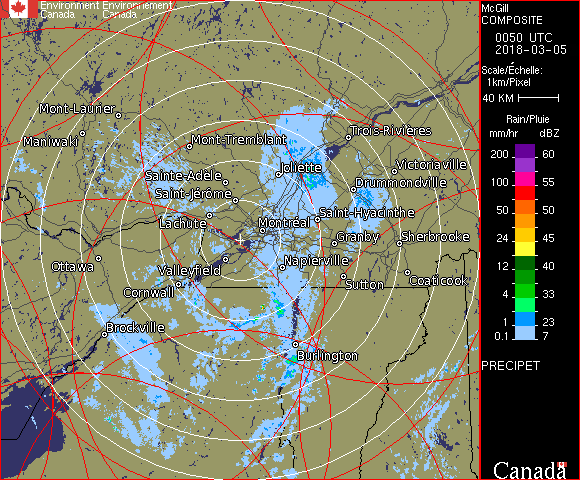 Environment Environnement
Canada Canada
McGill
COMPOSITE
0050 UTC
2018-03-05
Scale/Échelle:
1km/Pixel
40 KM
Rain/Pluie
mm/hr dBZ
200 60
100 55
50 50
24 45
12 40
4 33
1 23
0.1 7
PRECIPET
Canada
Mont-Laurier
Maniwaki
Mont-Tremblant
Trois-Rivières
Sainte-Adèle
Joliette
Victoriaville
Saint-Jérôme
Drummondville
Lachute
Montréal
Saint-Hyacinthe
Granby
Sherbrooke
Ottawa
Valleyfield
Napierville
Cornwall
Sutton
Coaticook
Brockville
Burlington